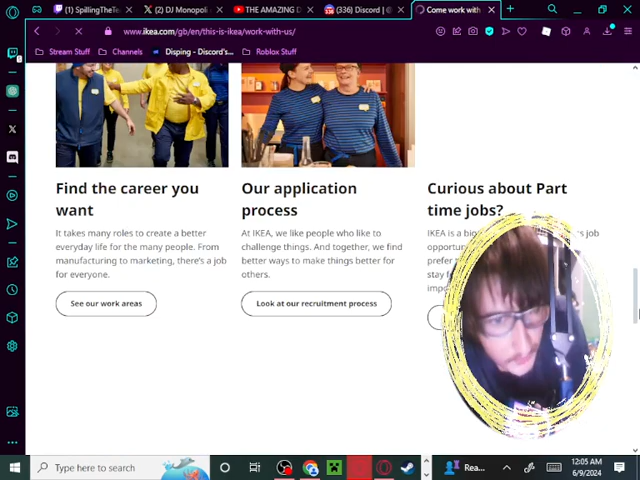 (1) SpillingTheTe
(2) DJ Monopoli
THE AMAZING D
(336) Discord |
Come work with
www.ikea.com/gb/en/this-is-ikea/work-with-us/
Stream Stuff
Channels
Disping - Discord's...
Roblox Stuff
Find the career you
want
It takes many roles to create a better
everyday life for the many people. From
manufacturing to marketing, there's a job
for everyone.
See our work areas
Our application
process
At IKEA, we like people who like to
challenge things. And together, we find
better ways to make things better for
others.
Look at our recruitment process
Curious about Part
time jobs?
IKEA is a
job
opportu
prefer
stay
Type here to search
Rea...
12:05 AM
6/9/2024